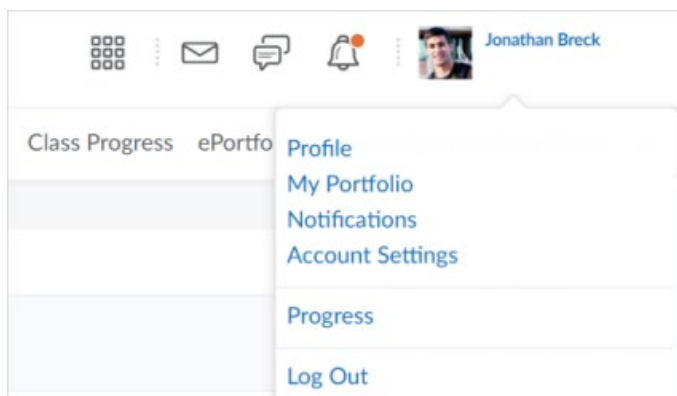 Jonathan Breck
Class Progress ePortfo
Profile
My Portfolio
Notifications
Account Settings
Progress
Log Out